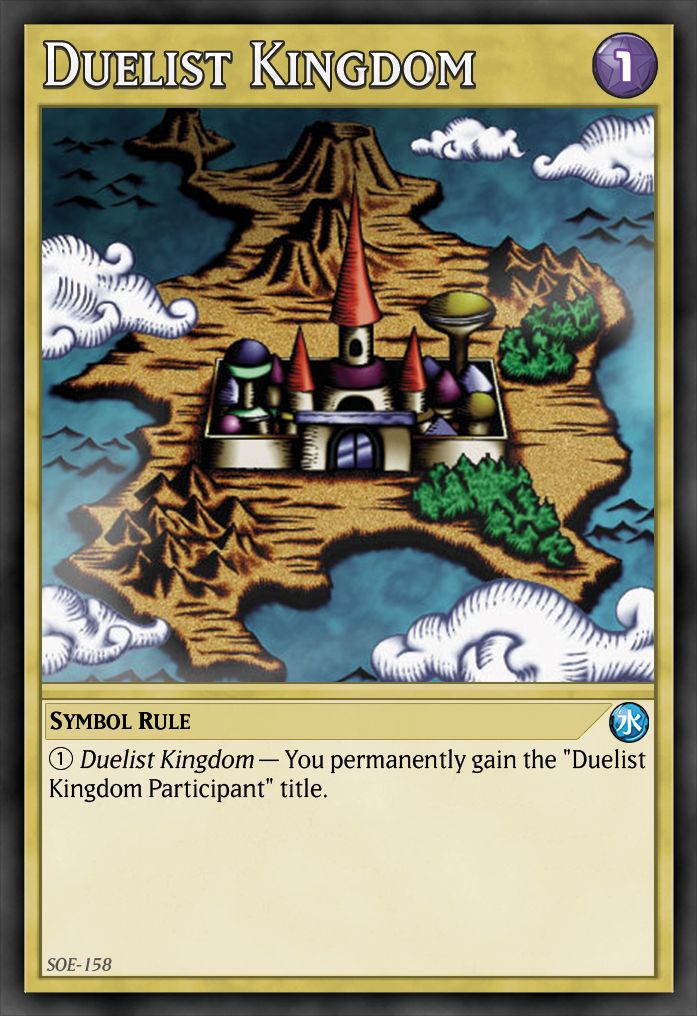 DUELIST KINGDOM
1
SYMBOL RULE
水
① Duelist Kingdom — You permanently gain the "Duelist
Kingdom Participant" title.
SOE-158